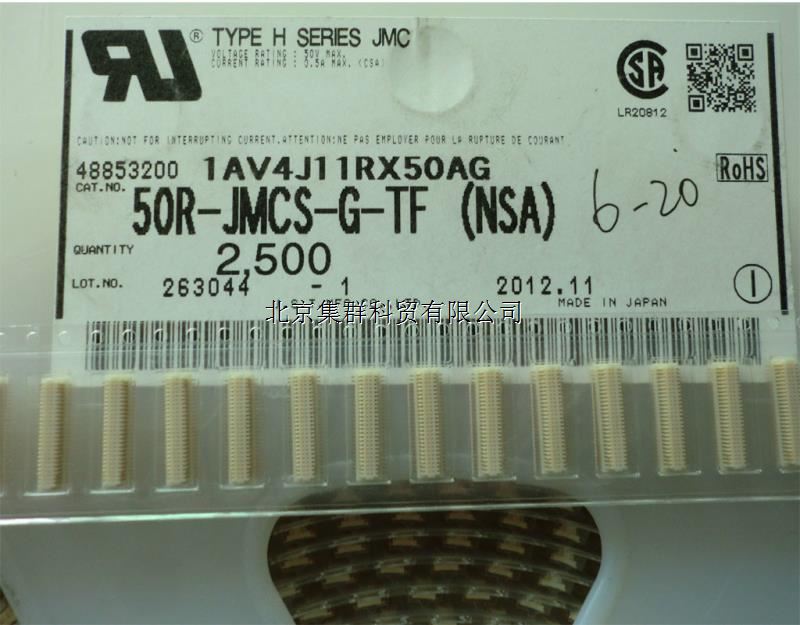 ® TYPE H SERIES JMC
VOLTAGE RATING : 50V MAX.
CURRENT RATING : 0.5A MAX. (CSA)
LR20812
CAUTION:NOT FOR INTERRUPTING CURRENT.ATTENTION:NE PAS EMPLOYER POUR LA RUPTURE DE COURANT.
48853200 1AV4J11RX50AG
RoHS
CAT.NO. 50R-JMCS-G-TF (NSA)
6-20
QUANTITY 2,500
LOT.NO. 263044 - 1 2012.11
CO.,LTD. MADE IN JAPAN
1
北京集群科贸有限公司